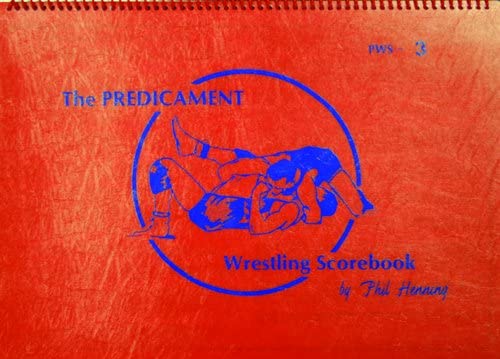 PWS - 3
The PREDICAMENT
Wrestling Scorebook
by Phil Henning